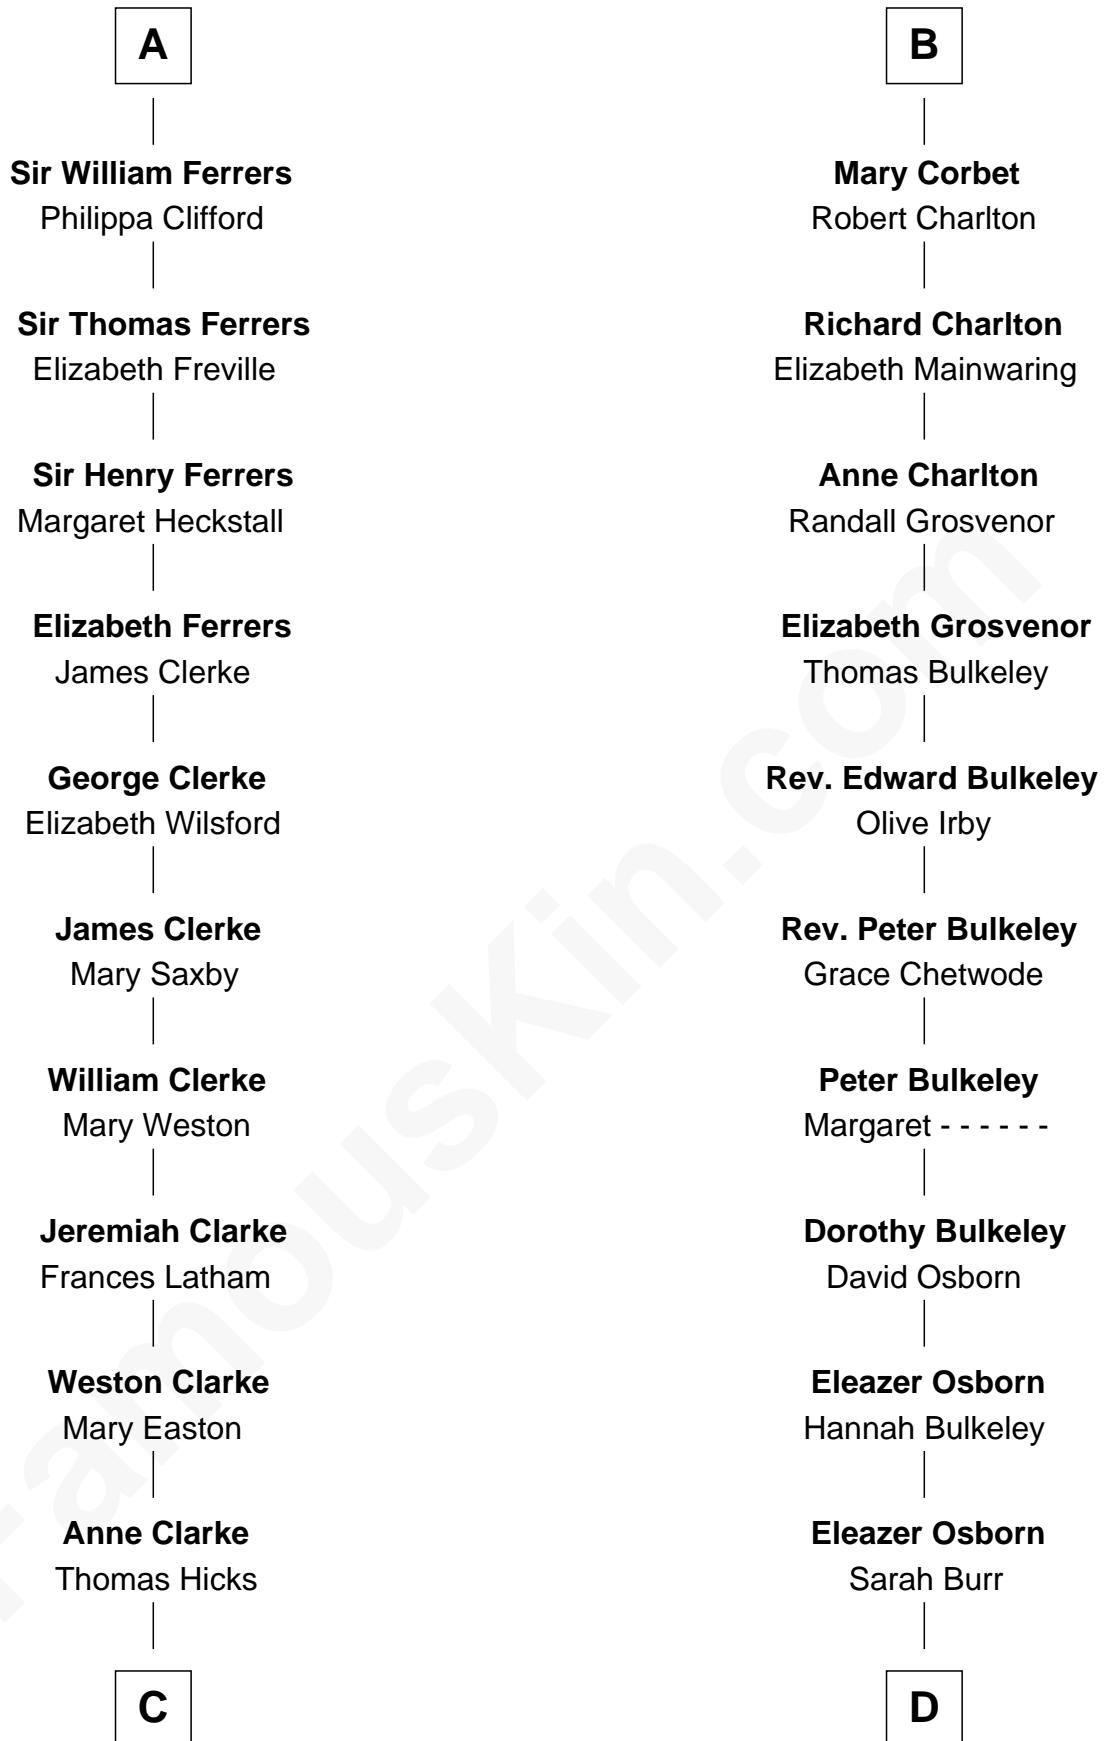 A
Sir William Ferrers
Philippa Clifford
Sir Thomas Ferrers
Elizabeth Freville
Sir Henry Ferrers
Margaret Heckstall
Elizabeth Ferrers
James Clerke
George Clerke
Elizabeth Wilsford
James Clerke
Mary Saxby
William Clerke
Mary Weston
Jeremiah Clarke
Frances Latham
Weston Clarke
Mary Easton
Anne Clarke
Thomas Hicks
C
B
Mary Corbet
Robert Charlton
Richard Charlton
Elizabeth Mainwaring
Anne Charlton
Randall Grosvenor
Elizabeth Grosvenor
Thomas Bulkeley
Rev. Edward Bulkeley
Olive Irby
Rev. Peter Bulkeley
Grace Chetwode
Peter Bulkeley
Margaret - - - - - -
Dorothy Bulkeley
David Osborn
Eleazer Osborn
Hannah Bulkeley
Eleazer Osborn
Sarah Burr
D
FamousKin.com